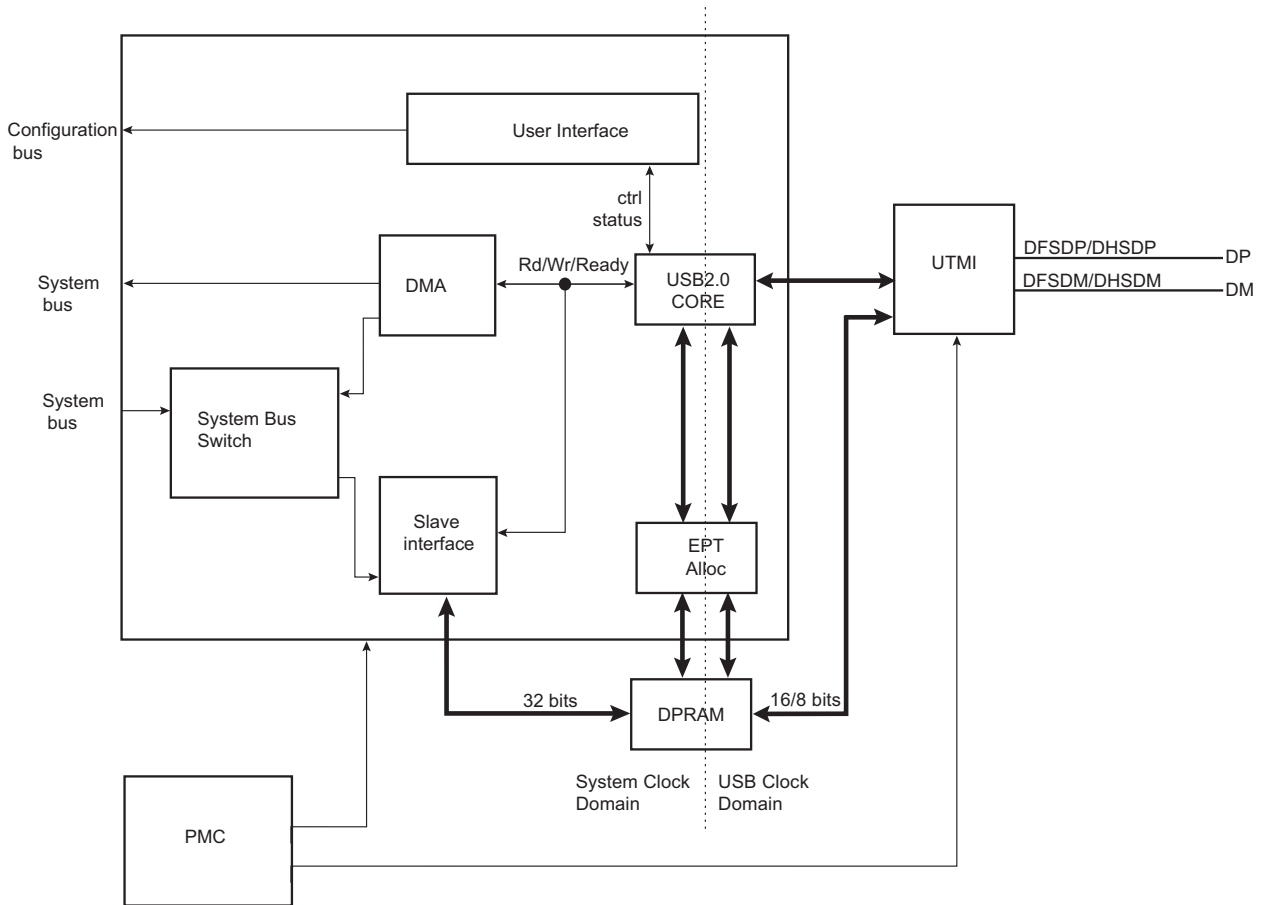 Configuration
bus
User Interface
ctrl
status
System
bus
DMA
Rd/Wr/Ready
USB2.0
CORE
UTMI
DFSDP/DHSDP
DP
DFSDM/DHSDM
DM
System
bus
System Bus
Switch
Slave
interface
EPT
Alloc
32 bits
DPRAM
16/8 bits
System Clock
Domain
USB Clock
Domain
PMC